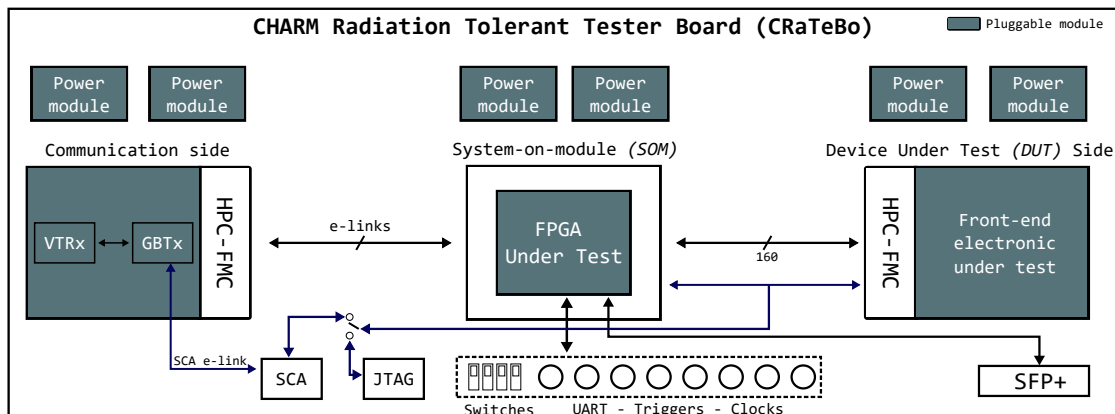 CHARM Radiation Tolerant Tester Board (CRaTeBo)
Pluggable module
Power module
Power module
Power module
Power module
Power module
Power module
Communication side
System-on-module (SOM)
Device Under Test (DUT) Side
VTRx
GBTx
HPC-FMC
e-links
FPGA
Under Test
160
HPC-FMC
Front-end
electronic
under test
SCA e-link
SCA
JTAG
Switches
UART - Triggers - Clocks
SFP+